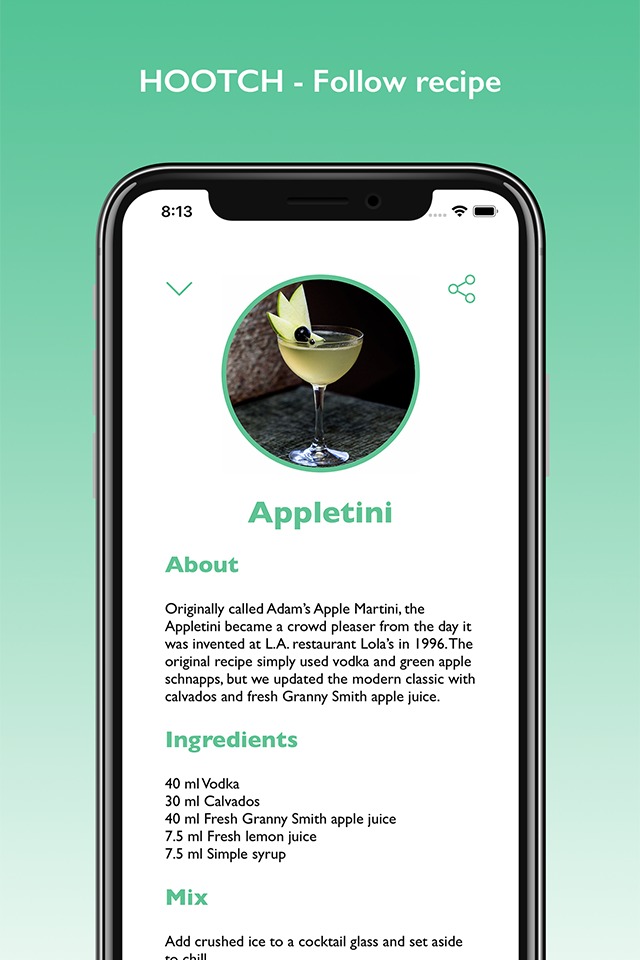 HOOTCH - Follow recipe
8:13
Appletini
About
Originally called Adam's Apple Martini, the
Appletini became a crowd pleaser from the day it
was invented at L.A. restaurant Lola's in 1996. The
original recipe simply used vodka and green apple
schnapps, but we updated the modern classic with
calvados and fresh Granny Smith apple juice.
Ingredients
40 ml Vodka
30 ml Calvados
40 ml Fresh Granny Smith apple juice
7.5 ml Fresh lemon juice
7.5 ml Simple syrup
Mix
Add crushed ice to a cocktail glass and set aside
to chill